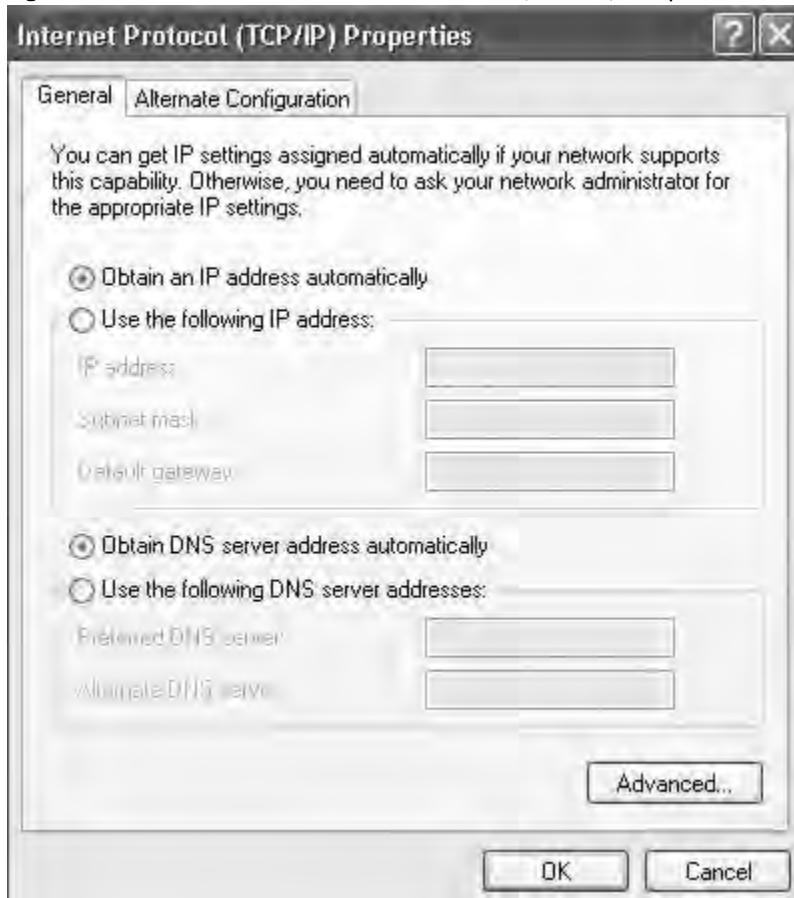 Internet Protocol (TCP/IP) Properties
General
Alternate Configuration
You can get IP settings assigned automatically if your network supports
this capability. Otherwise, you need to ask your network administrator for
the appropriate IP settings.
Obtain an IP address automatically
Use the following IP address:
IP address:
Subnet mask:
Default gateway:
Obtain DNS server address automatically
Use the following DNS server addresses:
Preferred DNS server:
Alternate DNS server:
Advanced...
OK
Cancel